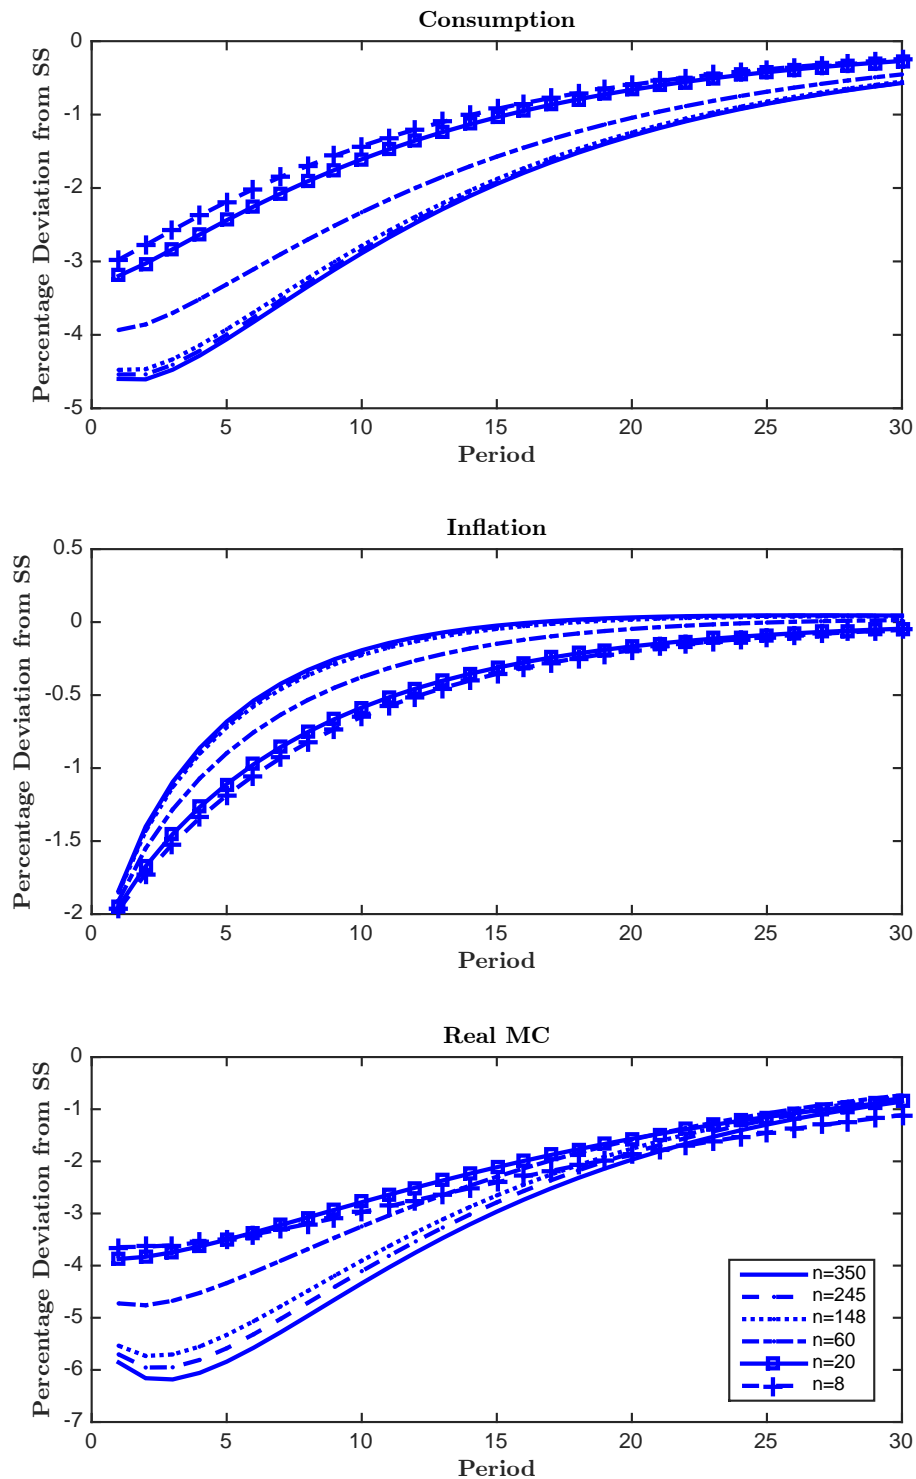 Consumption
Percentage Deviation from SS
0
-1
-2
-3
-4
-5
0 5 10 15 20 25 30
Period
Inflation
Percentage Deviation from SS
0.5
0
-0.5
-1
-1.5
-2
0 5 10 15 20 25 30
Period
Real MC
Percentage Deviation from SS
0
-1
-2
-3
-4
-5
-6
-7
n=350
n=245
n=148
n=60
n=20
n=8
0 5 10 15 20 25 30
Period